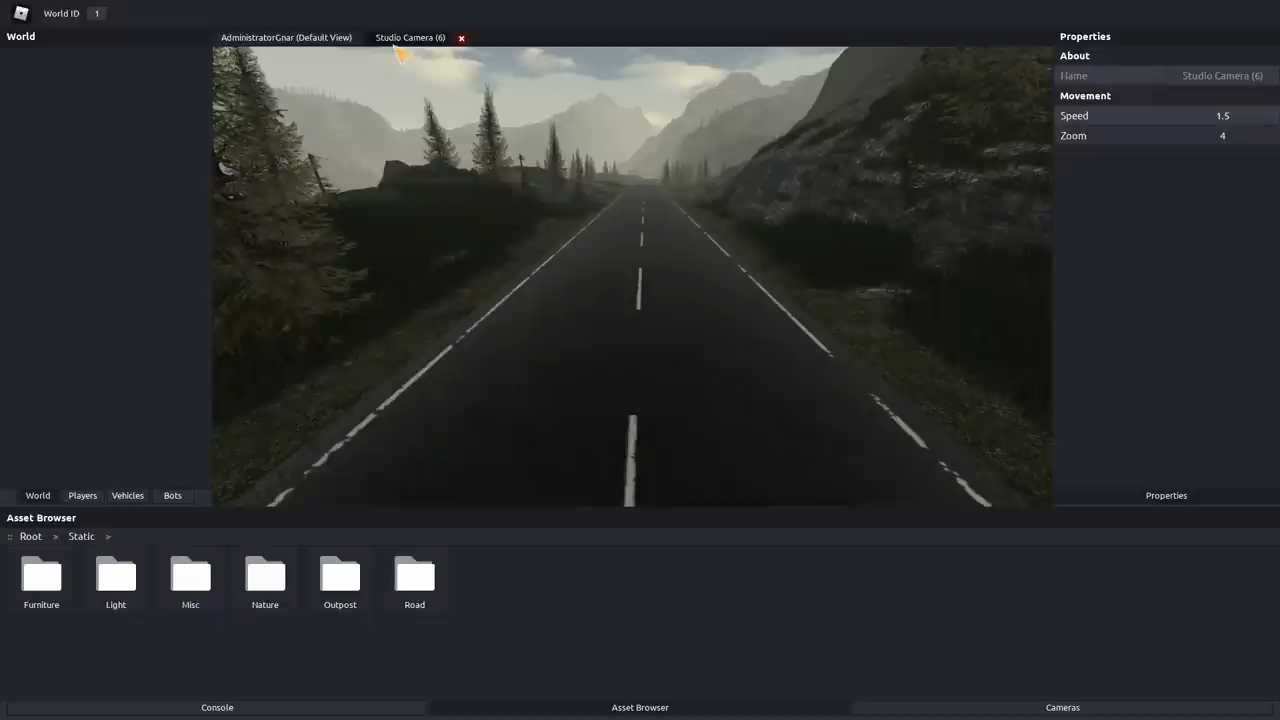 World ID 1
World
AdministratorGnar (Default View) Studio Camera (6)
Properties
About
Name Studio Camera (6)
Movement
Speed 1.5
Zoom 4
World Players Vehicles Bots
Properties
Asset Browser
:: Root > Static >
Furniture Light Misc Nature Outpost Road
Console Asset Browser Cameras